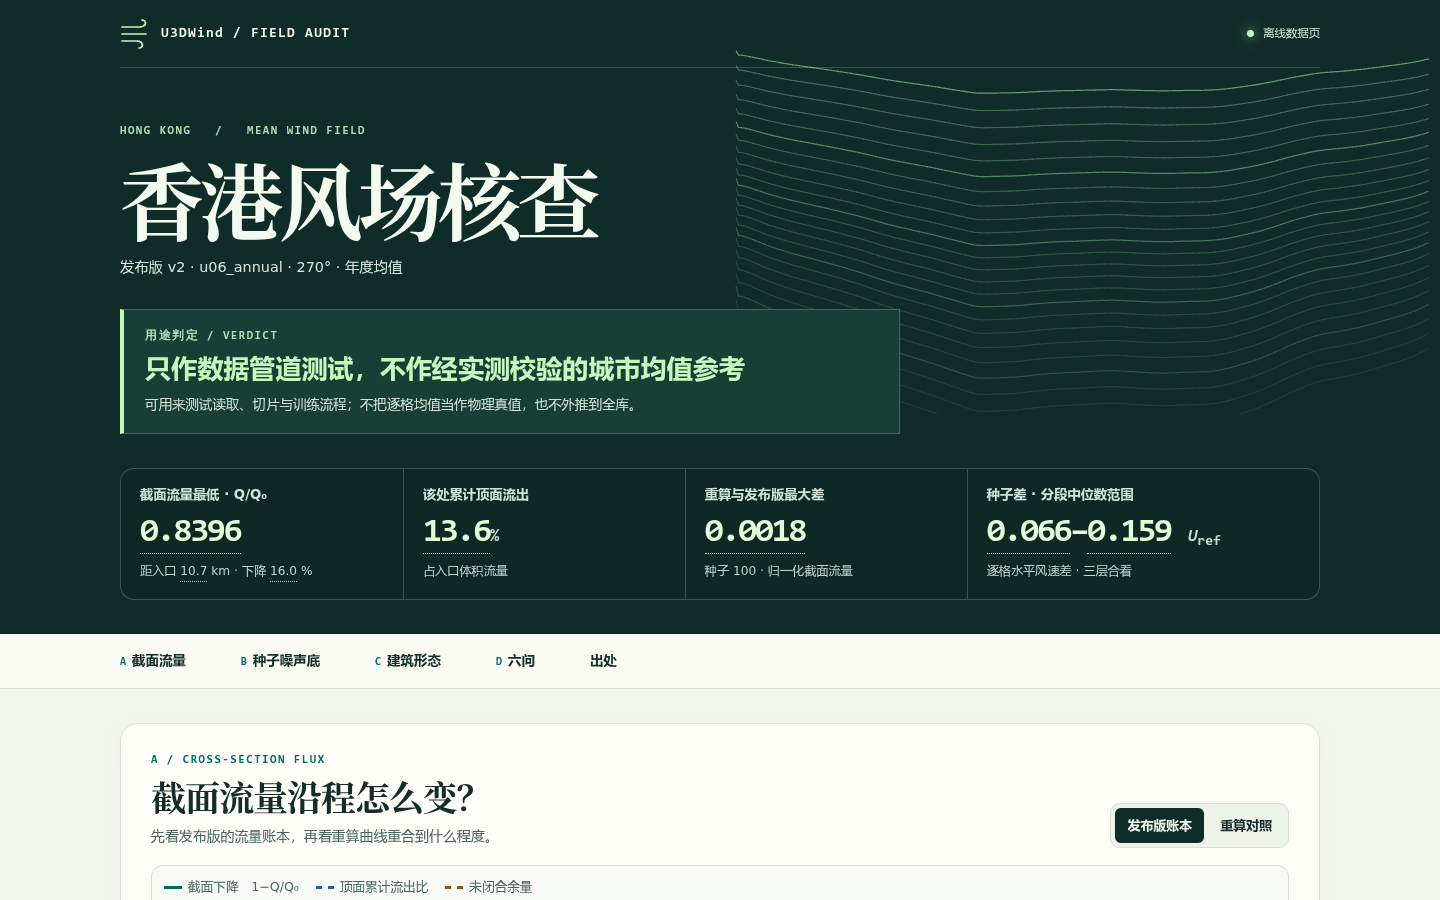 U3DWind / FIELD AUDIT
离线数据页
HONG KONG / MEAN WIND FIELD
香港风场核查
发布版 v2 · u06_annual · 270° · 年度均值
用途判定 / VERDICT
只作数据管道测试，不作经实测校验的城市均值参考
可用来测试读取、切片与训练流程；不把逐格均值当作物理真值，也不外推到全库。
截面流量最低 · Q/Q₀
0.8396
距入口 10.7 km · 下降 16.0 %
该处累计顶面流出
13.6%
占入口体积流量
重算与发布版最大差
0.0018
种子 100 · 归一化截面流量
种子差 · 分段中位数范围
0.066–0.159 Uref
逐格水平风速差 · 三层合看
A 截面流量
B 种子噪声底
C 建筑形态
D 六问
出处
A / CROSS-SECTION FLUX
截面流量沿程怎么变？
先看发布版的流量账本，再看重算曲线重合到什么程度。
发布版账本
重算对照
截面下降 1−Q/Q₀
顶面累计流出比
未闭合余量